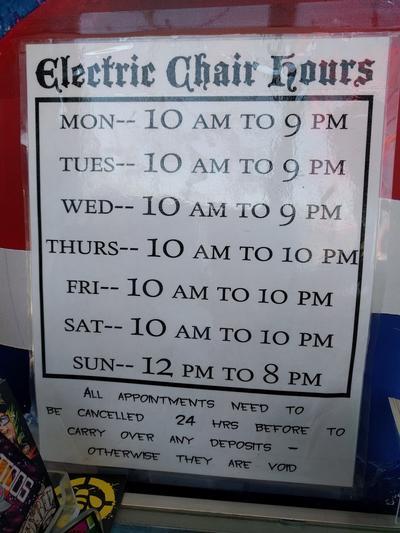 Electric Chair Hours
MON-- 10 AM TO 9 PM
TUES-- 10 AM TO 9 PM
WED-- 10 AM TO 9 PM
THURS-- 10 AM TO 10 PM
FRI-- 10 AM TO 10 PM
SAT-- 10 AM TO 10 PM
SUN-- 12 PM TO 8 PM
ALL APPOINTMENTS NEED TO
BE CANCELLED 24 HRS BEFORE TO
CARRY OVER ANY DEPOSITS -
OTHERWISE THEY ARE VOID